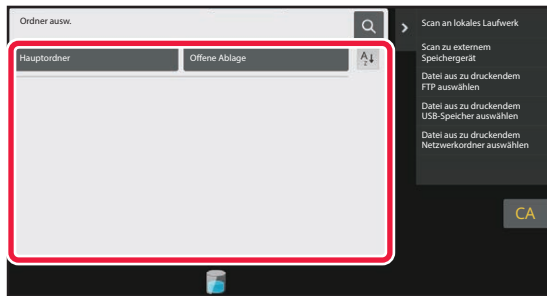 Ordner ausw.
Hauptordner
Offene Ablage
A
Z
Scan an lokales Laufwerk
Scan zu externem
Speichergerät
Datei aus zu druckendem
FTP auswählen
Datei aus zu druckendem
USB-Speicher auswählen
Datei aus zu druckendem
Netzwerkordner auswählen
CA